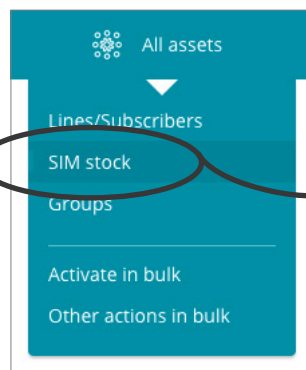 All assets
Lines/Subscribers
SIM stock
Groups
Activate in bulk
Other actions in bulk